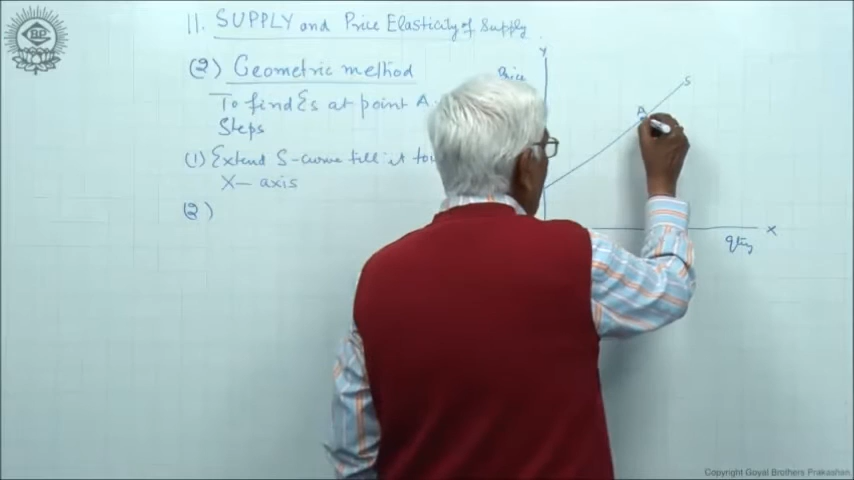 11. SUPPLY and Price Elasticity of Supply
(2) Geometric method
To find Es at point A
Steps
(1) Extend S-curve till it
X- axis
(2)
Y
Price
S
A
X
qty
BP
Copyright Goyal Brothers Prakashan